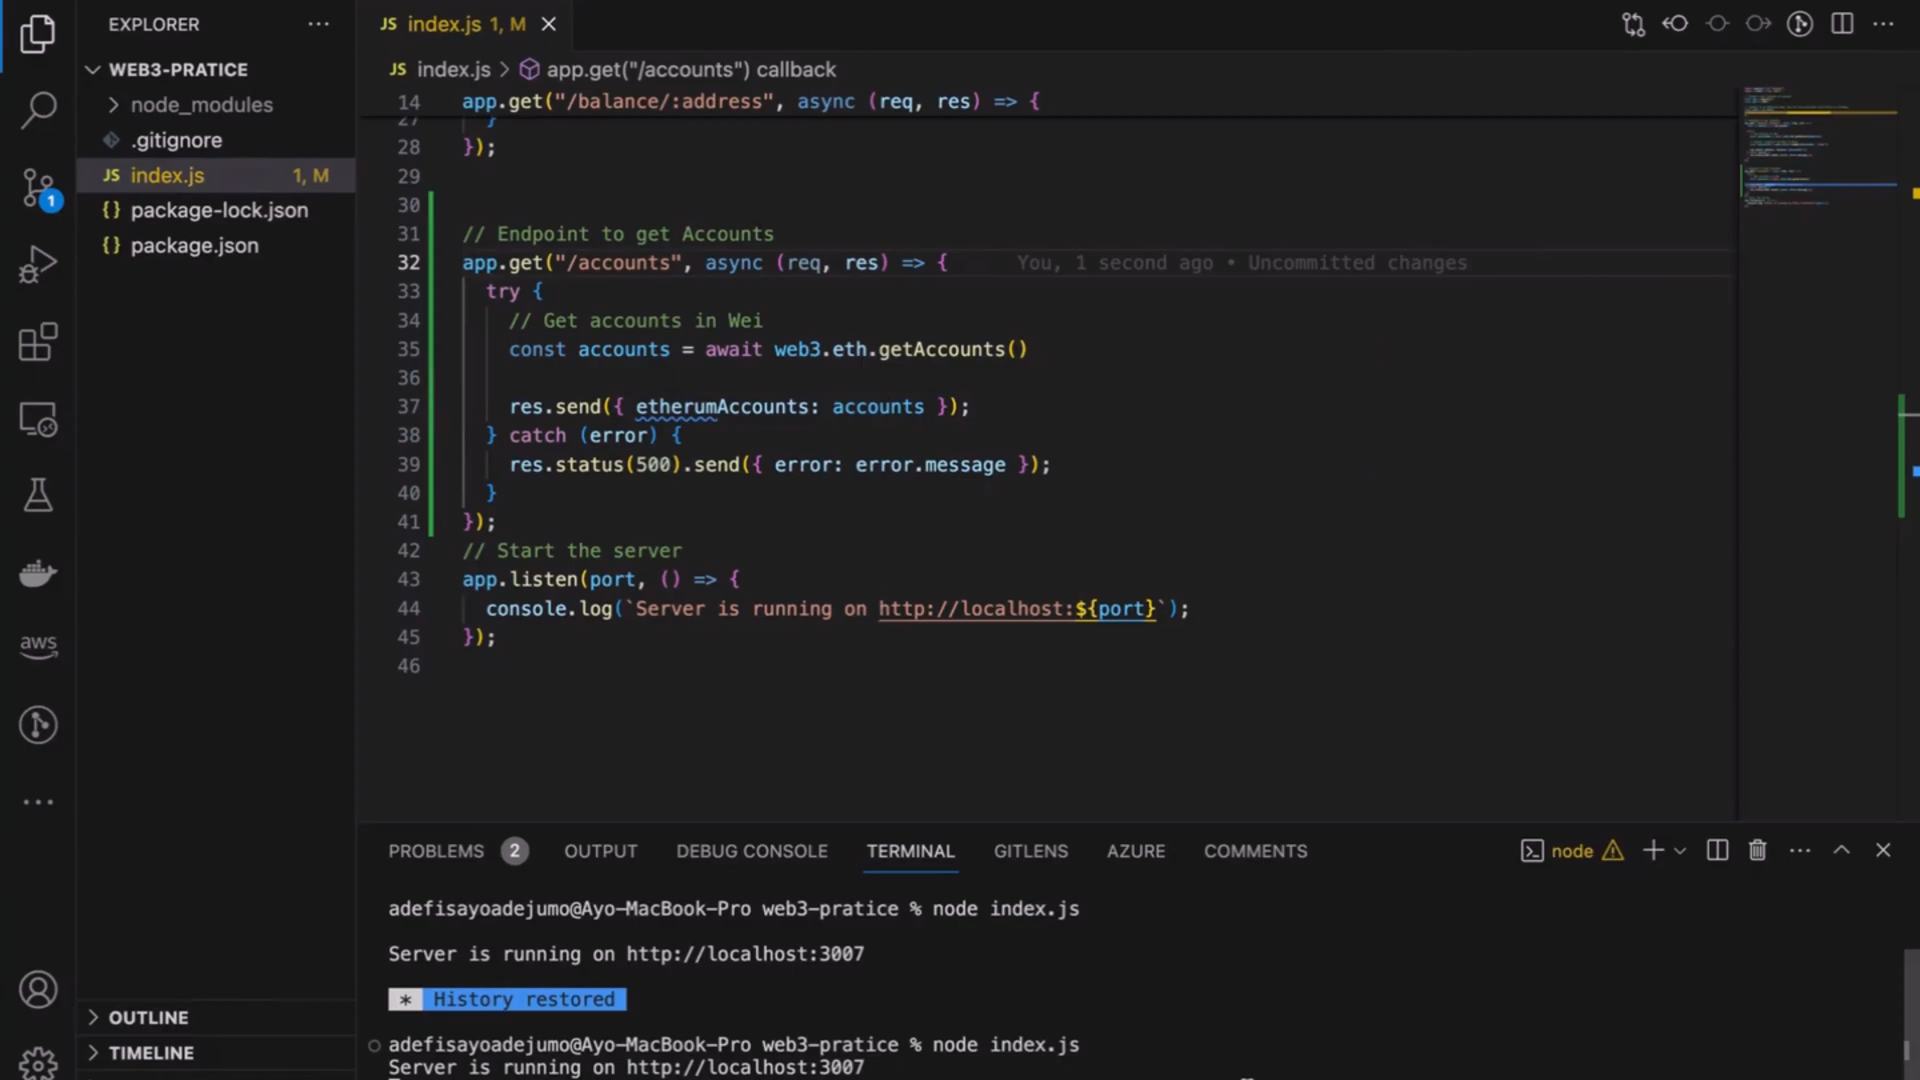 EXPLORER
WEB3-PRATICE
node_modules
.gitignore
JS index.js 1, M
{} package-lock.json
{} package.json
OUTLINE
TIMELINE
1
aws
JS index.js 1, M
JS index.js > app.get("/accounts") callback
14 app.get("/balance/:address", async (req, res) => {
27 }
28 });
29
30
31 // Endpoint to get Accounts
32 app.get("/accounts", async (req, res) => { You, 1 second ago • Uncommitted changes
33 try {
34 // Get accounts in Wei
35 const accounts = await web3.eth.getAccounts()
36
37 res.send({ etherumAccounts: accounts });
38 } catch (error) {
39 res.status(500).send({ error: error.message });
40 }
41 });
42 // Start the server
43 app.listen(port, () => {
44 console.log(`Server is running on http://localhost:${port}`);
45 });
46
PROBLEMS 2 OUTPUT DEBUG CONSOLE TERMINAL GITLENS AZURE COMMENTS node
adefisayoadejumo@Ayo-MacBook-Pro web3-pratice % node index.js
Server is running on http://localhost:3007
* History restored
adefisayoadejumo@Ayo-MacBook-Pro web3-pratice % node index.js
Server is running on http://localhost:3007